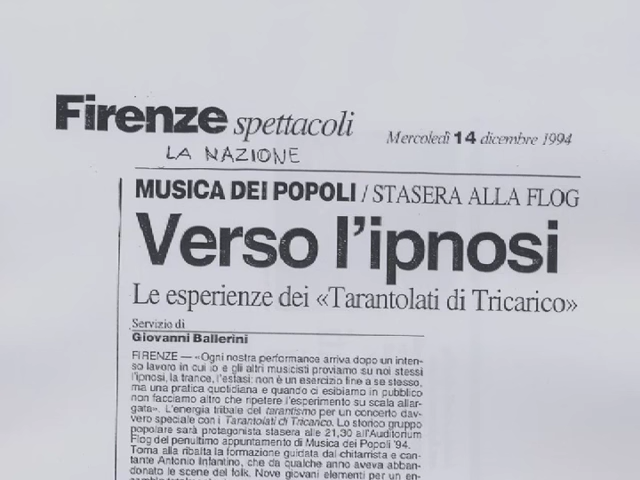 Firenze spettacoli
Mercoledì 14 dicembre 1994
LA NAZIONE
MUSICA DEI POPOLI / STASERA ALLA FLOG
Verso l'ipnosi
Le esperienze dei «Tarantolati di Tricarico»
Servizio di
Giovanni Ballerini
FIRENZE — «Ogni nostra performance arriva dopo un inten-
so lavoro in cui io e gli altri musicisti proviamo su noi stessi
l'ipnosi, la trance, l'estasi: non è un esercizio fine a se stesso,
ma una pratica quotidiana e quando ci esibiamo in pubblico
non facciamo altro che ripetere l'esperimento su scala allar-
gata». L'energia tribale del tarantismo per un concerto dav-
vero speciale con i Tarantolati di Tricarico. Lo storico gruppo
popolare sarà protagonista stasera alle 21,30 all'Auditorium
Flog del penultimo appuntamento di Musica dei Popoli '94.
Torna alla ribalta la formazione guidata dal chitarrista e can-
tante Antonio Infantino, che da qualche anno aveva abban-
donato le scene del folk. Nove giovani elementi per un en-